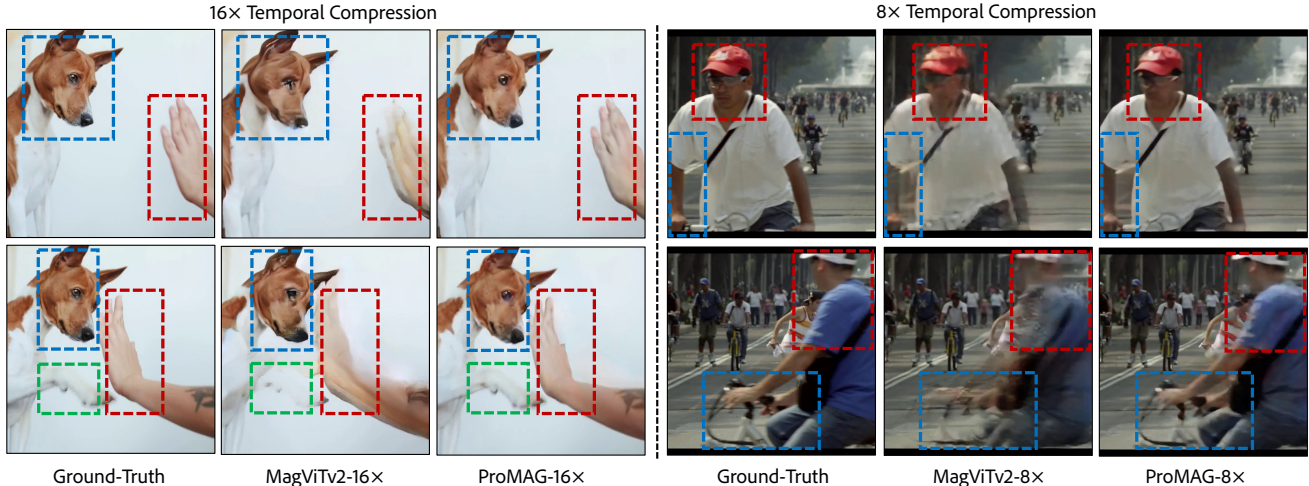 16× Temporal Compression
8× Temporal Compression
Ground-Truth
MagViTv2-16×
ProMAG-16×
Ground-Truth
MagViTv2-8×
ProMAG-8×